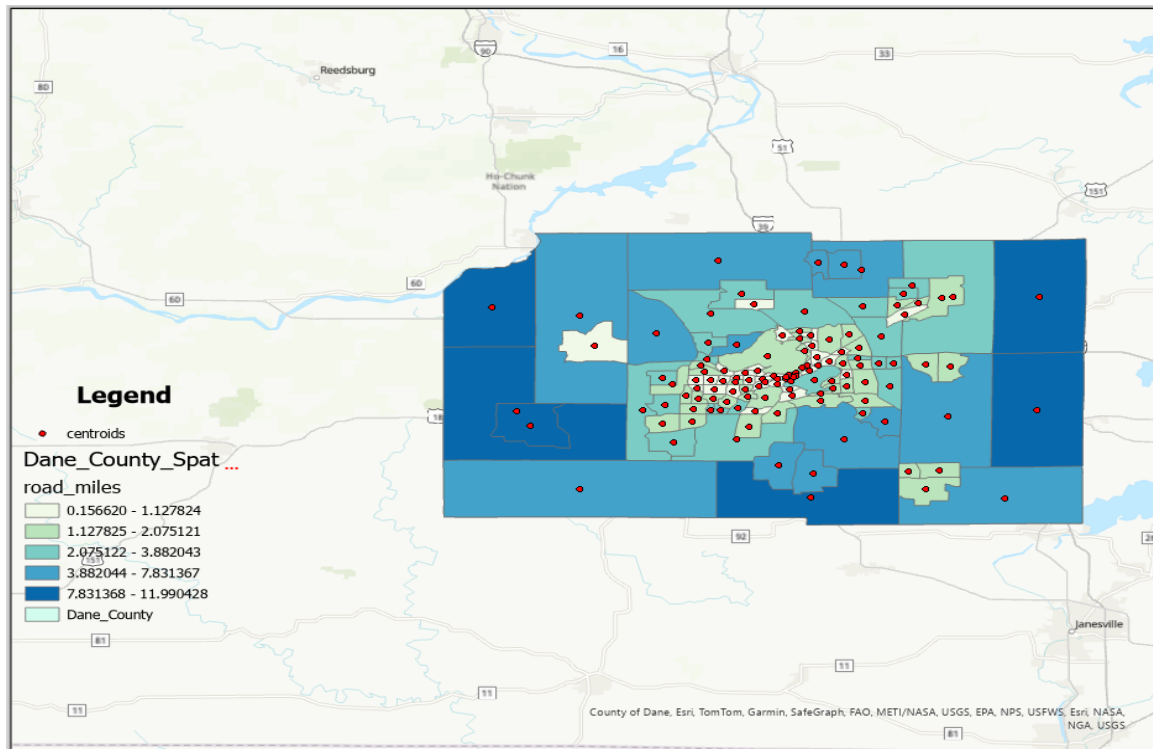 90
16
33
Reedsburg
80
51
Ho-Chunk
Nation
151
39
60
60
Legend
18
centroids
Dane_County_Spat ...
road_miles
0.156620 - 1.127824
1.127825 - 2.075121
2.075122 - 3.882043
3.882044 - 7.831367
7.831368 - 11.990428
Dane_County
151
92
81
Janesville
11
11
11
County of Dane, Esri, TomTom, Garmin, SafeGraph, FAO, METI/NASA, USGS, EPA, NPS, USFWS, Esri, NASA,
NGA, USGS
81